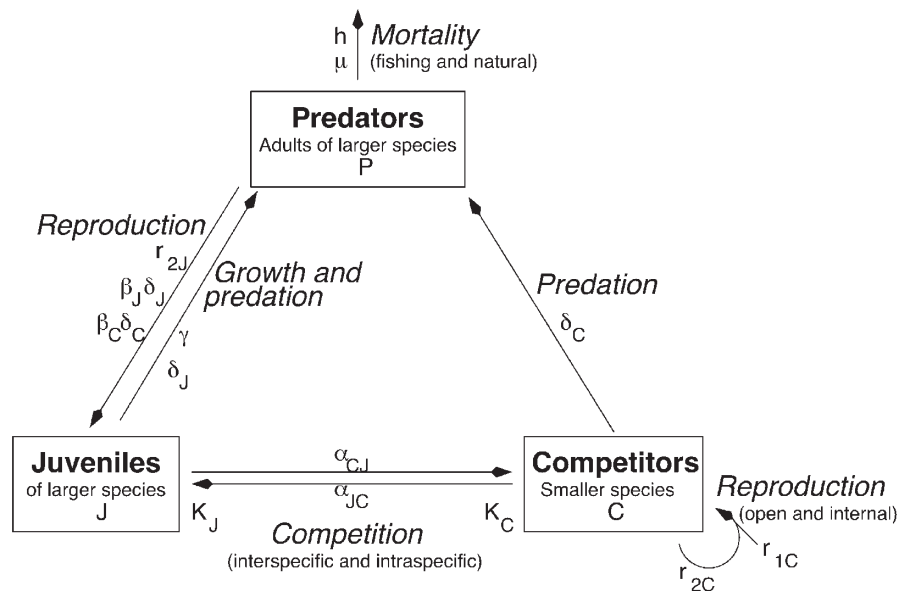 h Mortality
μ (fishing and natural)
Predators
Adults of larger species
P
Reproduction
r2J
βJδJ
βCδC
Growth and
predation
γ
δJ
Predation
δC
Juveniles
of larger species
J
αCJ
αJC
KJ
KC
Competition
(interspecific and intraspecific)
Competitors
Smaller species
C
Reproduction
(open and internal)
r1C
r2C